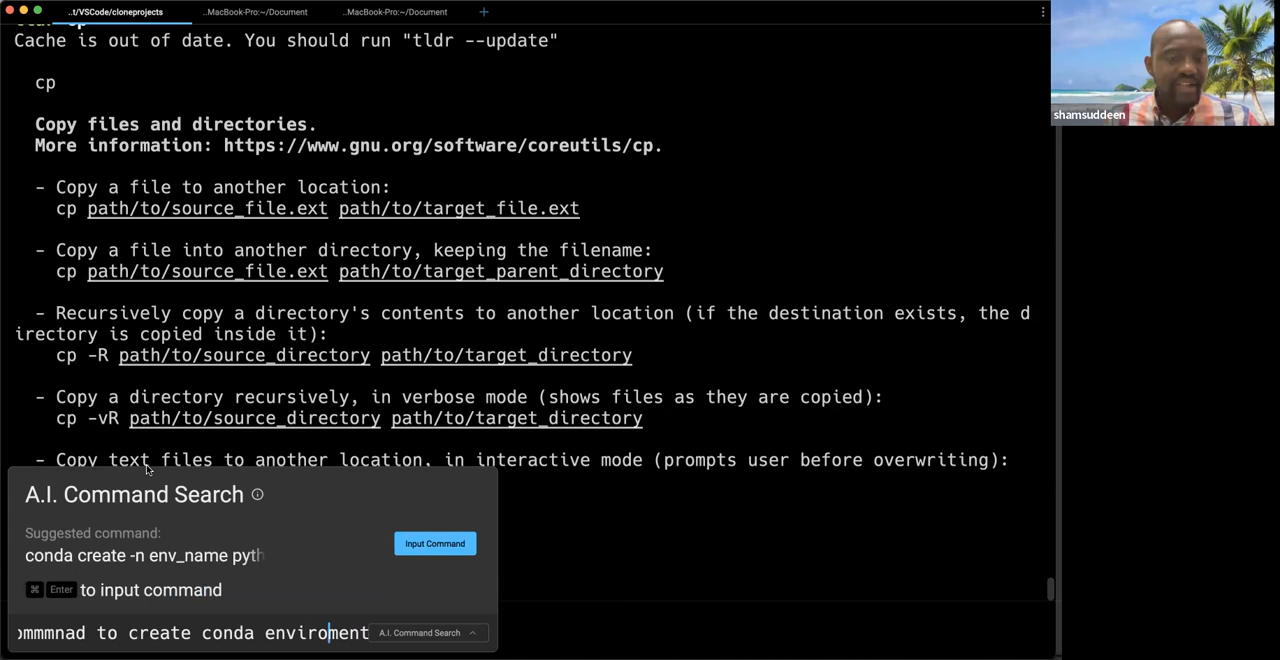 ..t/VSCode/cloneprojects
..MacBook-Pro:~/Document
..MacBook-Pro:~/Document
Cache is out of date. You should run "tldr --update"
shamsuddeen
cp
Copy files and directories.
More information: https://www.gnu.org/software/coreutils/cp.
- Copy a file to another location:
cp path/to/source_file.ext path/to/target_file.ext
- Copy a file into another directory, keeping the filename:
cp path/to/source_file.ext path/to/target_parent_directory
- Recursively copy a directory's contents to another location (if the destination exists, the d
irectory is copied inside it):
cp -R path/to/source_directory path/to/target_directory
- Copy a directory recursively, in verbose mode (shows files as they are copied):
cp -vR path/to/source_directory path/to/target_directory
- Copy text files to another location, in interactive mode (prompts user before overwriting):
A.I. Command Search
Suggested command:
conda create -n env_name pyth
Input Command
⌘ Enter to input command
ommmnad to create conda enviroment
A.I. Command Search